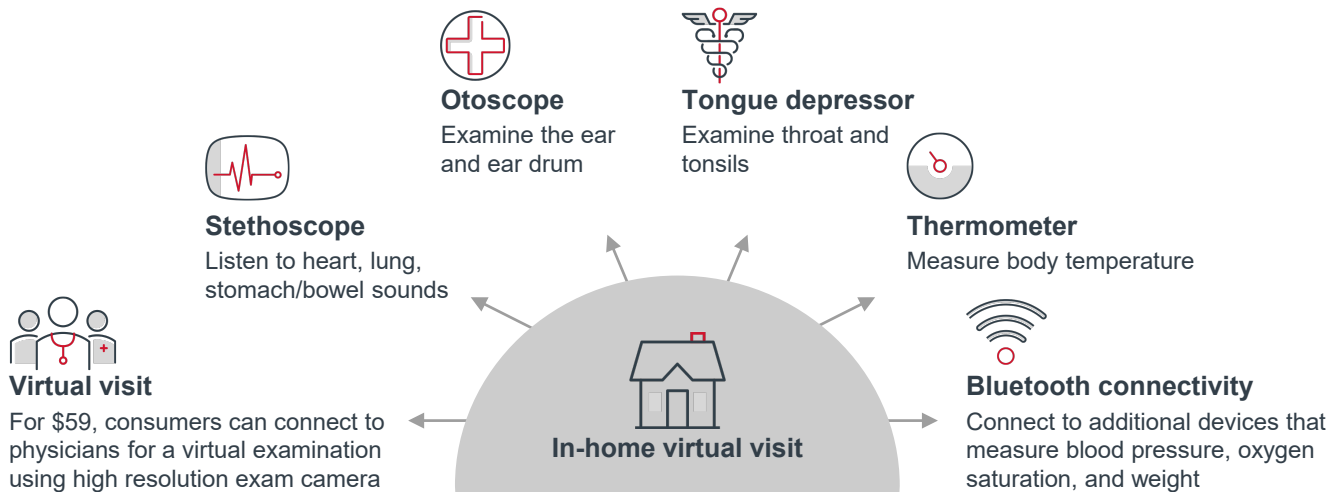 Otoscope
Examine the ear
and ear drum
Tongue depressor
Examine throat and
tonsils
Stethoscope
Listen to heart, lung,
stomach/bowel sounds
Thermometer
Measure body temperature
Virtual visit
For $59, consumers can connect to
physicians for a virtual examination
using high resolution exam camera
In-home virtual visit
Bluetooth connectivity
Connect to additional devices that
measure blood pressure, oxygen
saturation, and weight